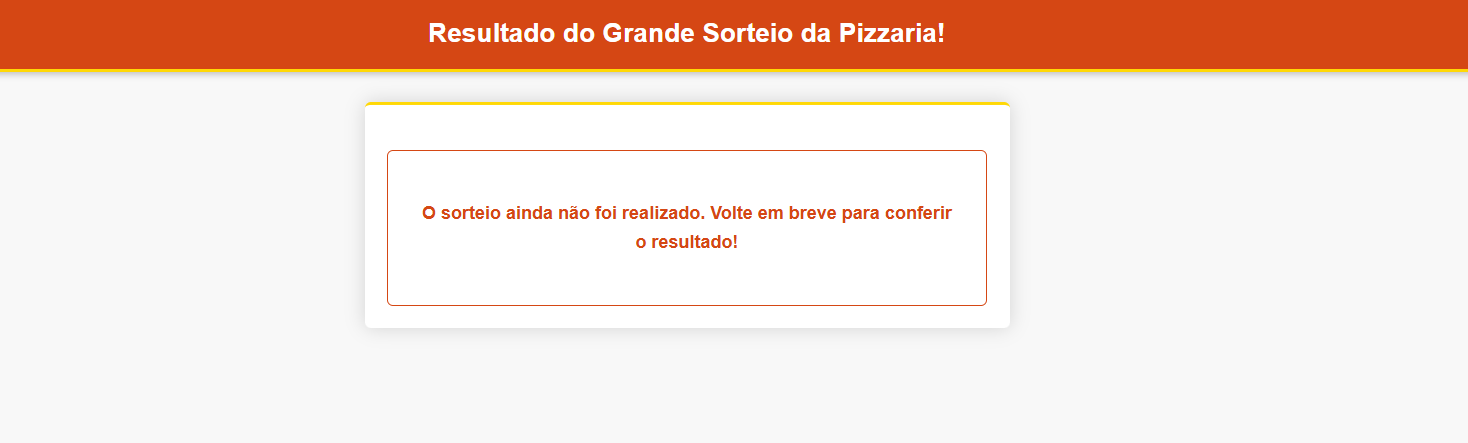 Resultado do Grande Sorteio da Pizzaria!
O sorteio ainda não foi realizado. Volte em breve para conferir
o resultado!